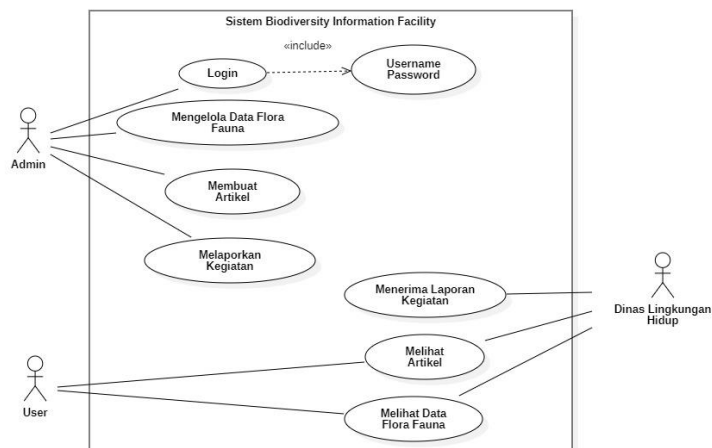 Sistem Biodiversity Information Facility
«include»
Login
Username
Password
Mengelola Data Flora
Fauna
Admin
Membuat
Artikel
Melaporkan
Kegiatan
Menerima Laporan
Kegiatan
Dinas Lingkungan
Hidup
Melihat
Artikel
User
Melihat Data
Flora Fauna